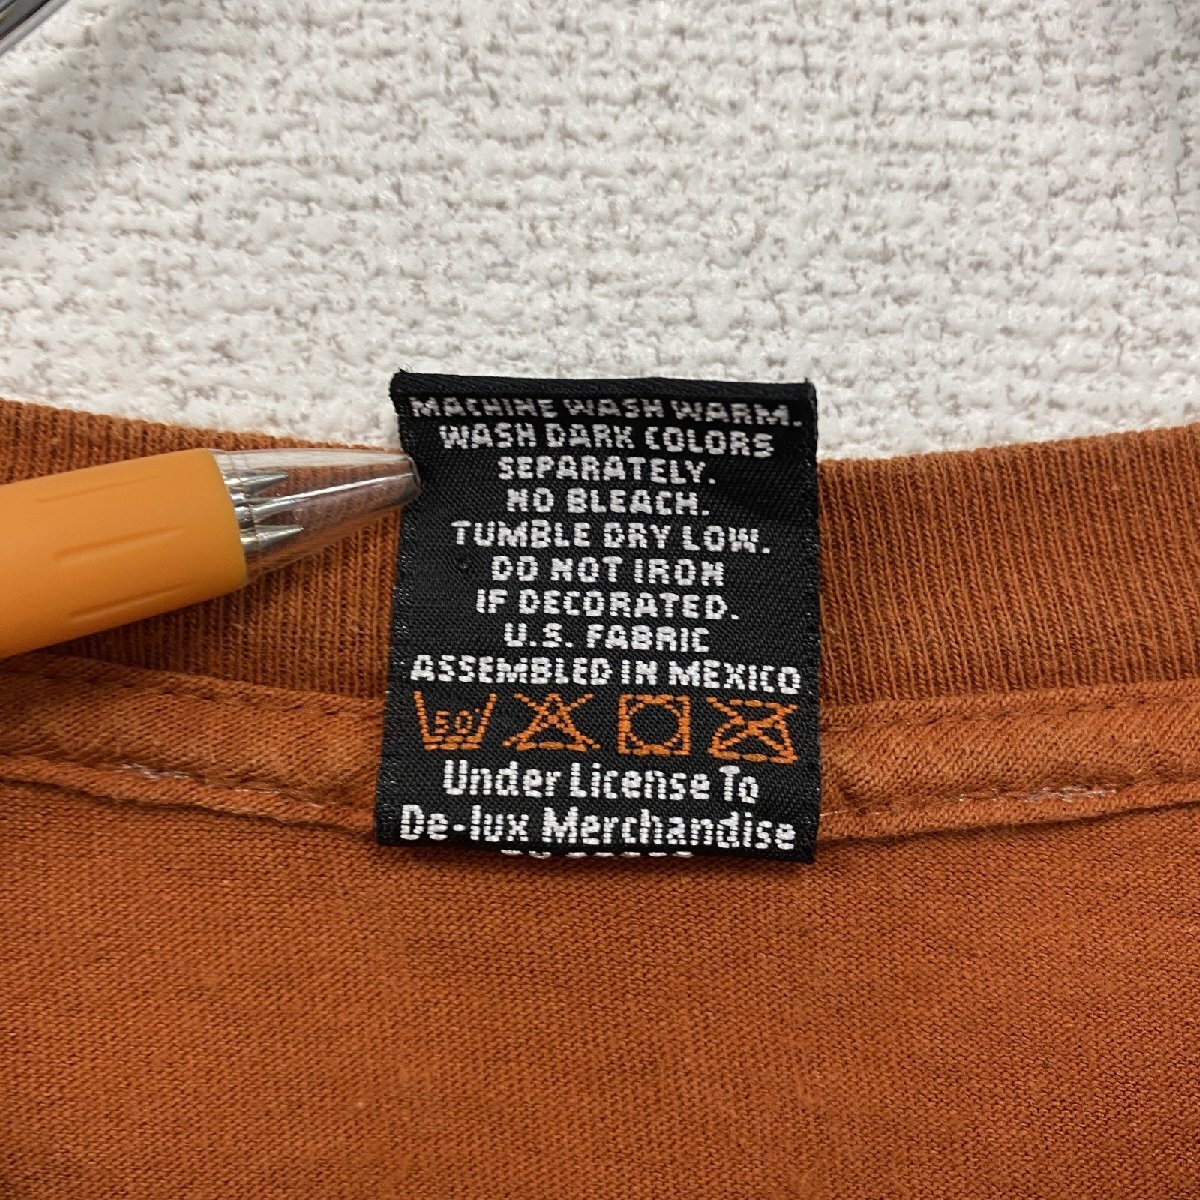 MACHINE WASH WARM.
WASH DARK COLORS
SEPARATELY.
NO BLEACH.
TUMBLE DRY LOW.
DO NOT IRON
IF DECORATED.
U.S. FABRIC
ASSEMBLED IN MEXICO
50
Under License To
De-lux Merchandise